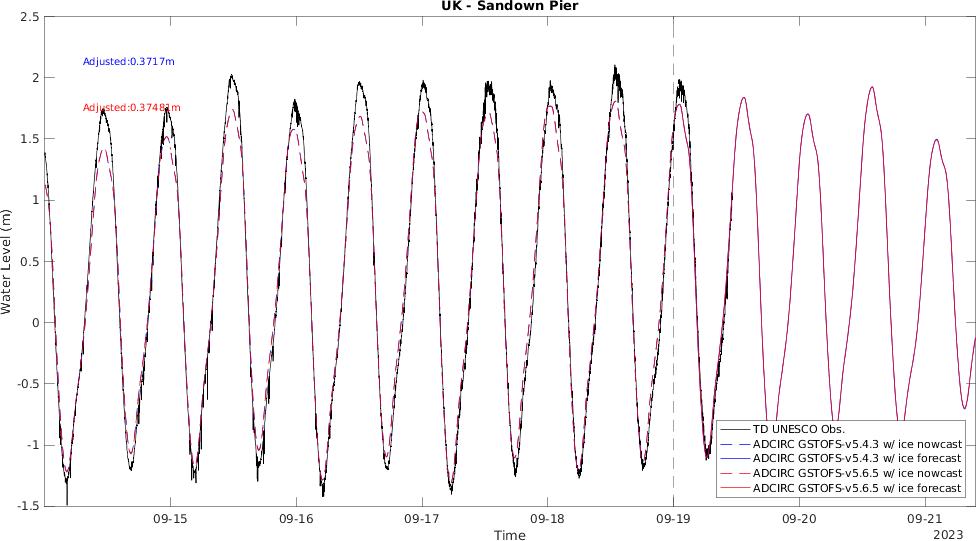 UK - Sandown Pier
2.5
2
1.5
1
0.5
0
-0.5
-1
-1.5
Water Level (m)
Adjusted:0.3717m
Adjusted:0.37481m
TD UNESCO Obs.
ADCIRC GSTOFS-v5.4.3 w/ ice nowcast
ADCIRC GSTOFS-v5.4.3 w/ ice forecast
ADCIRC GSTOFS-v5.6.5 w/ ice nowcast
ADCIRC GSTOFS-v5.6.5 w/ ice forecast
09-15 09-16 09-17 09-18 09-19 09-20 09-21
Time
2023